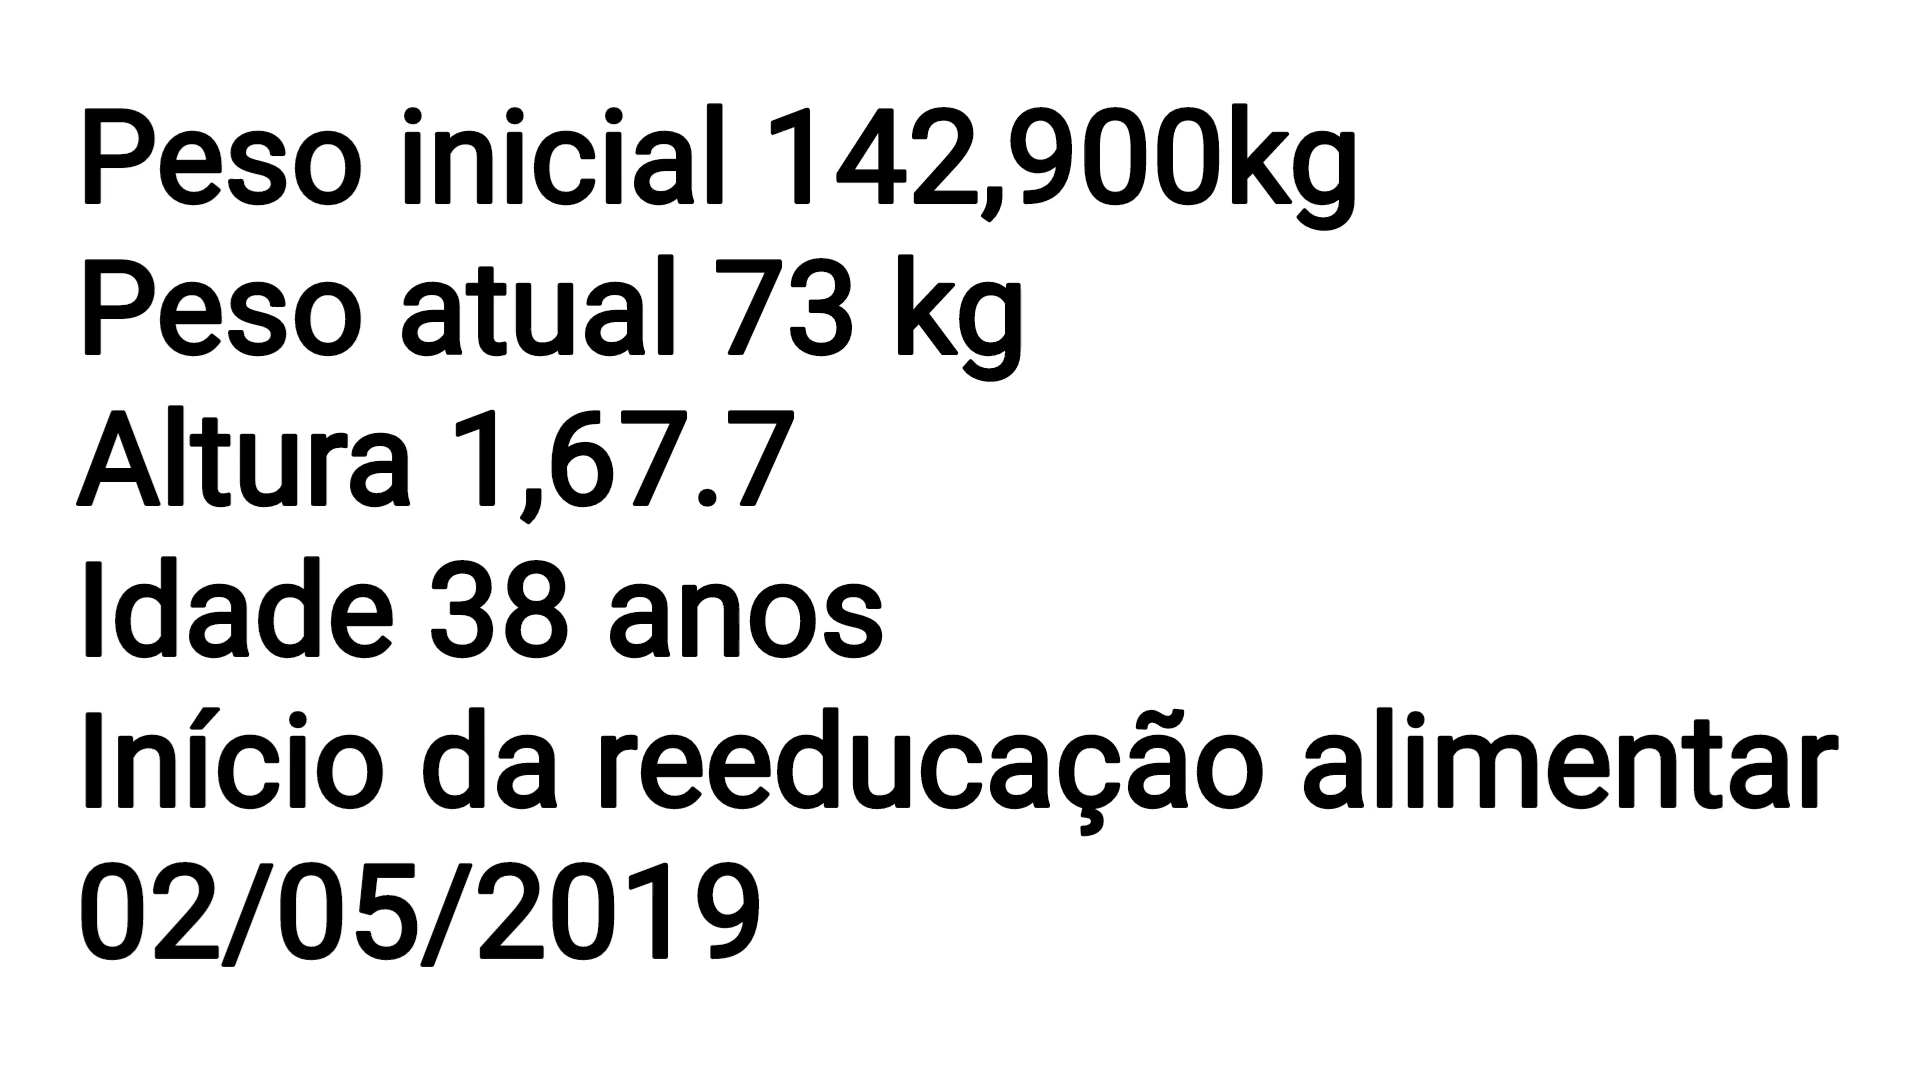 Peso inicial 142,900kg
Peso atual 73 kg
Altura 1,67.7
Idade 38 anos
Início da reeducação alimentar
02/05/2019